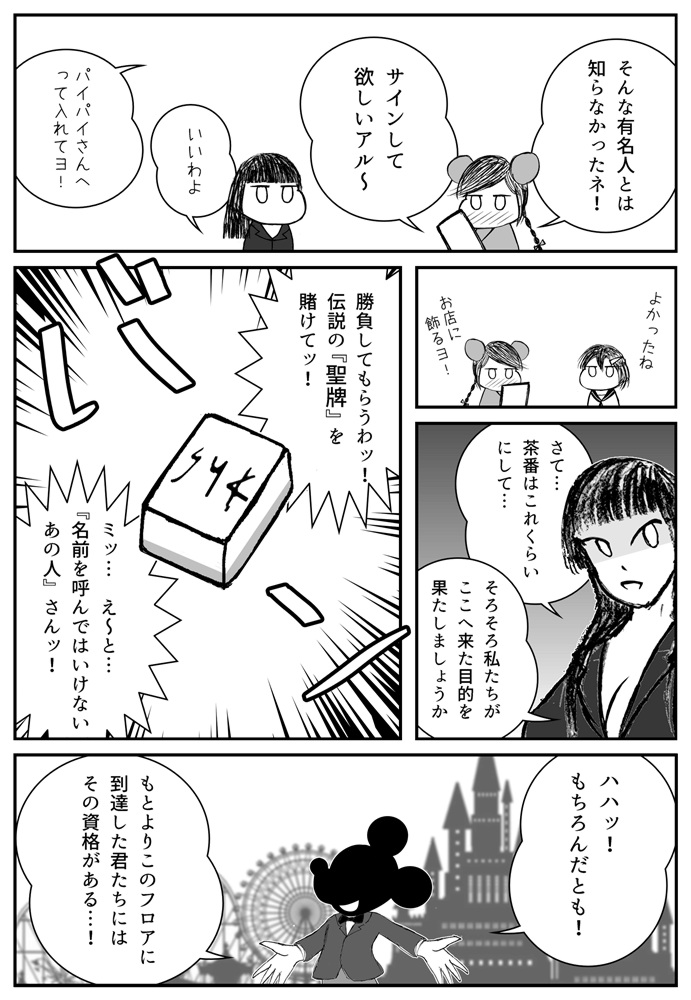 そんな有名人とは
知らなかったネ！
サインして
欲しいアル～
いいわよ
パイパイさんへ
って入れてヨ！
よかったね
お店に
飾るヨ！
さて…
茶番はこれくらい
にして…
そろそろ私たちが
ここへ来た目的を
果たしましょうか
勝負してもらうわッ！
伝説の『聖牌』を
賭けてッ！
ミッ…　え～と…
『名前を呼んではいけない
あの人』さんッ！
ハハッ！
もちろんだとも！
もとよりこのフロアに
到達した君たちには
その資格がある…！